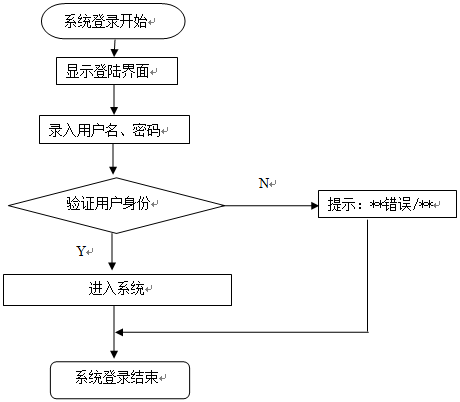 系统登录开始
显示登陆界面
录入用户名、密码
验证用户身份
N
提示：**错误/**
Y
进入系统
系统登录结束